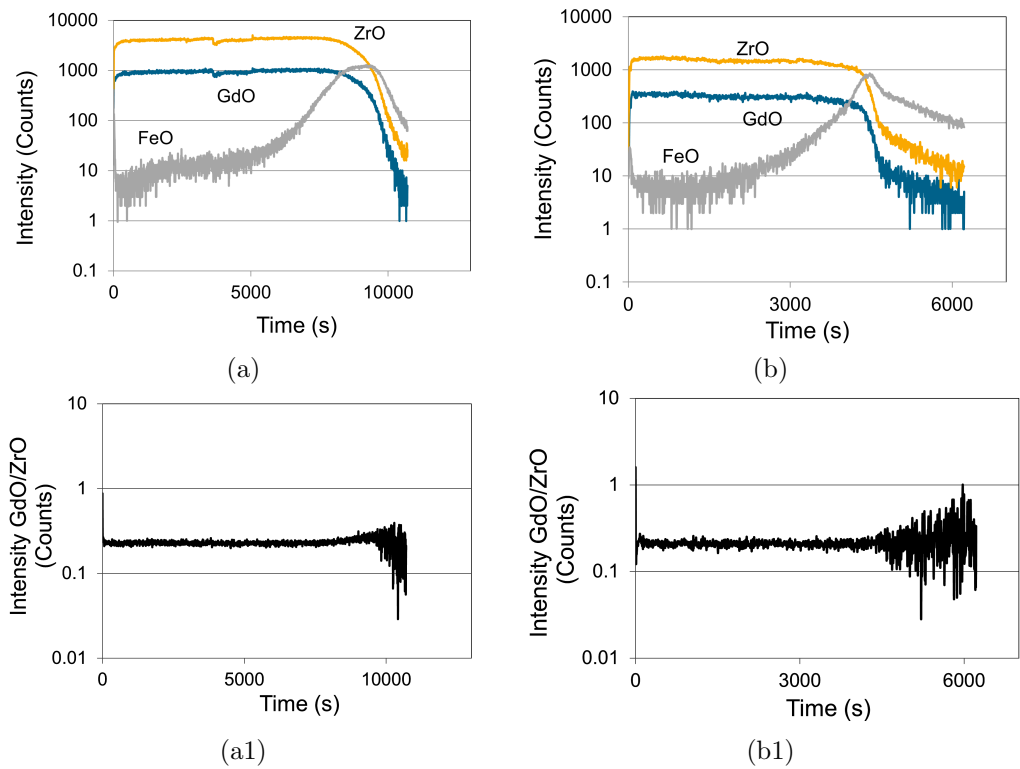 10000
1000
100
10
1
0.1
0
5000
10000
Intensity (Counts)
Time (s)
ZrO
GdO
FeO
(a)
10000
1000
100
10
1
0.1
0
3000
6000
Intensity (Counts)
Time (s)
ZrO
GdO
FeO
(b)
10
1
0.1
0.01
0
5000
10000
Intensity GdO/ZrO
(Counts)
Time (s)
(a1)
10
1
0.1
0.01
0
3000
6000
Intensity GdO/ZrO
(Counts)
Time (s)
(b1)